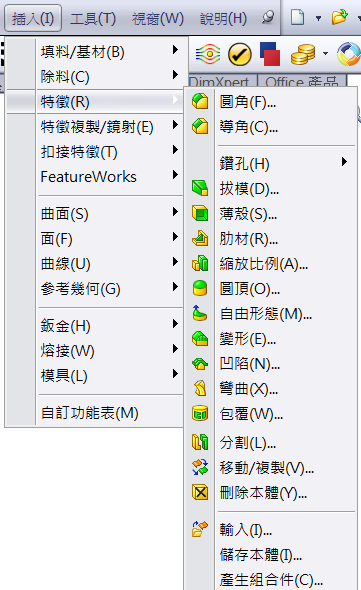 插入(I) 工具(T) 視窗(W) 說明(H)
DimXpert Office 產品
填料/基材(B)
除料(C)
特徵(R)
特徵複製/鏡射(E)
扣接特徵(T)
FeatureWorks
曲面(S)
面(F)
曲線(U)
參考幾何(G)
鈑金(H)
熔接(W)
模具(L)
自訂功能表(M)
圓角(F)...
導角(C)...
鑽孔(H)
拔模(D)...
薄殼(S)...
肋材(R)...
縮放比例(A)...
圓頂(O)...
自由形態(M)...
變形(E)...
凹陷(N)...
彎曲(X)...
包覆(W)...
分割(L)...
移動/複製(V)...
刪除本體(Y)...
輸入(I)...
儲存本體(I)...
產生組合件(C)...